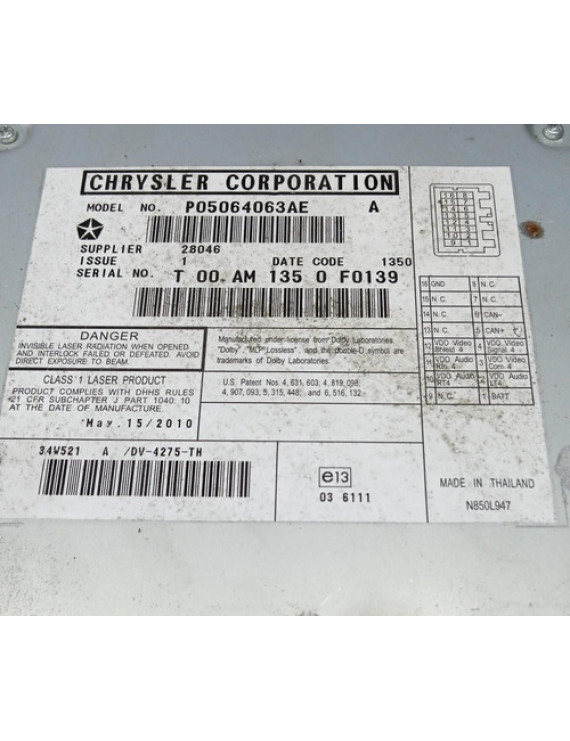 CHRYSLER CORPORATION
MODEL NO. P05064063AE A
SUPPLIER 28046
ISSUE 1 DATE CODE 1350
SERIAL NO. T 00 AM 135 0 F0139
DANGER
INVISIBLE LASER RADIATION WHEN OPENED
AND INTERLOCK FAILED OR DEFEATED. AVOID
DIRECT EXPOSURE TO BEAM.
CLASS 1 LASER PRODUCT
PRODUCT COMPLIES WITH DHHS RULES
21 CFR SUBCHAPTER J PART 1040: 10
AT THE DATE OF MANUFACTURE.
May. 15/2010
Manufactured under license from Dolby Laboratories.
"Dolby", "MLP Lossless", and the double-D symbol are
trademarks of Dolby Laboratories.
U.S. Patent Nos. 4, 631, 603; 4, 819, 098;
4, 907, 093; 5, 315, 448; and 6, 516, 132.
16 GND 8 N.C.
15 N.C. 7 N.C.
14 N.C. 6 CAN-
13 N.C. 5 CAN+
12 VDO Video Shield 4 4 VDO Video Signal 4
11 VDO Audio Rtn 4 3 VDO Video Com 4
10 VDO Audio RT4 VDO Audio LT4
9 N.C. 1 BATT
34W521 A /DV-4275-TH
e13
03 6111
MADE IN THAILAND
N850L947